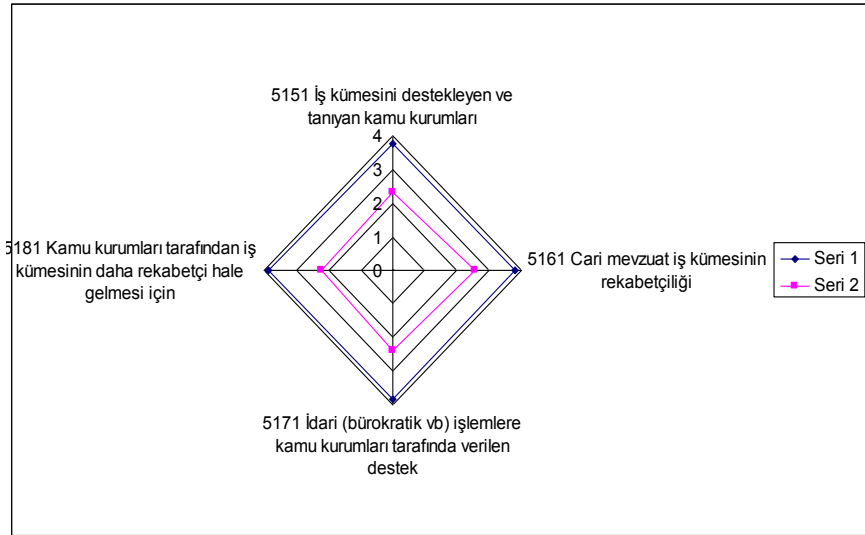 5151 İş kümesini destekleyen ve
tanıyan kamu kurumları
4
3
2
1
0
5181 Kamu kurumları tarafından iş
kümesinin daha rekabetçi hale
gelmesi için
5161 Cari mevzuat iş kümesinin
rekabetçiliği
Seri 1
Seri 2
5171 İdari (bürokratik vb) işlemlere
kamu kurumları tarafında verilen
destek